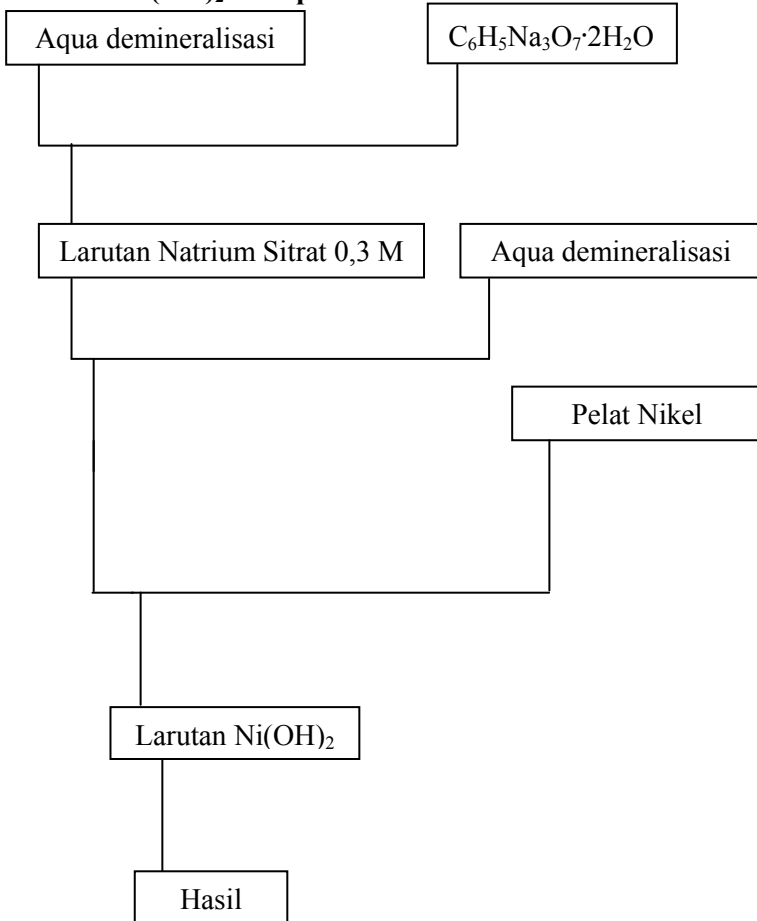 Aqua demineralisasi
C₆H₅Na₃O₇·2H₂O
Larutan Natrium Sitrat 0,3 M
Aqua demineralisasi
Pelat Nikel
Larutan Ni(OH)₂
Hasil